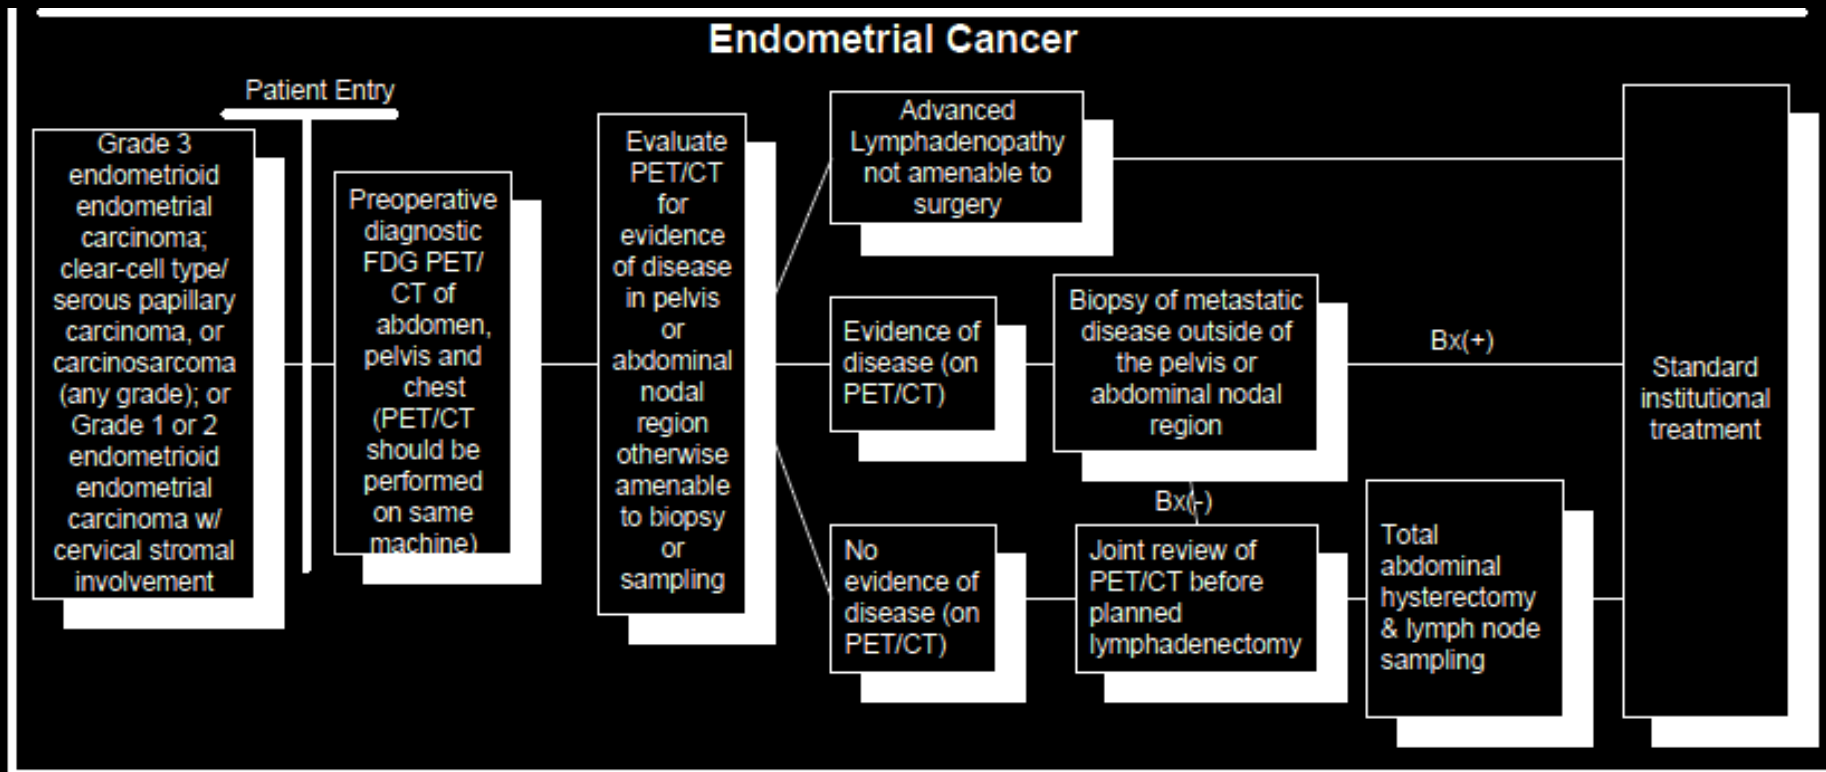 Endometrial Cancer
Patient Entry
Grade 3
endometrioid
endometrial
carcinoma;
clear-cell type/
serous papillary
carcinoma, or
carcinosarcoma
(any grade); or
Grade 1 or 2
endometrioid
endometrial
carcinoma w/
cervical stromal
involvement
Preoperative
diagnostic
FDG PET/
CT of
abdomen,
pelvis and
chest
(PET/CT
should be
performed
on same
machine)
Evaluate
PET/CT
for
evidence
of disease
in pelvis
or
abdominal
nodal
region
otherwise
amenable
to biopsy
or
sampling
Advanced
Lymphadenopathy
not amenable to
surgery
Evidence of
disease (on
PET/CT)
Biopsy of metastatic
disease outside of
the pelvis or
abdominal nodal
region
Bx(+)
Bx(-)
No
evidence of
disease (on
PET/CT)
Joint review of
PET/CT before
planned
lymphadenectomy
Total
abdominal
hysterectomy
& lymph node
sampling
Standard
institutional
treatment